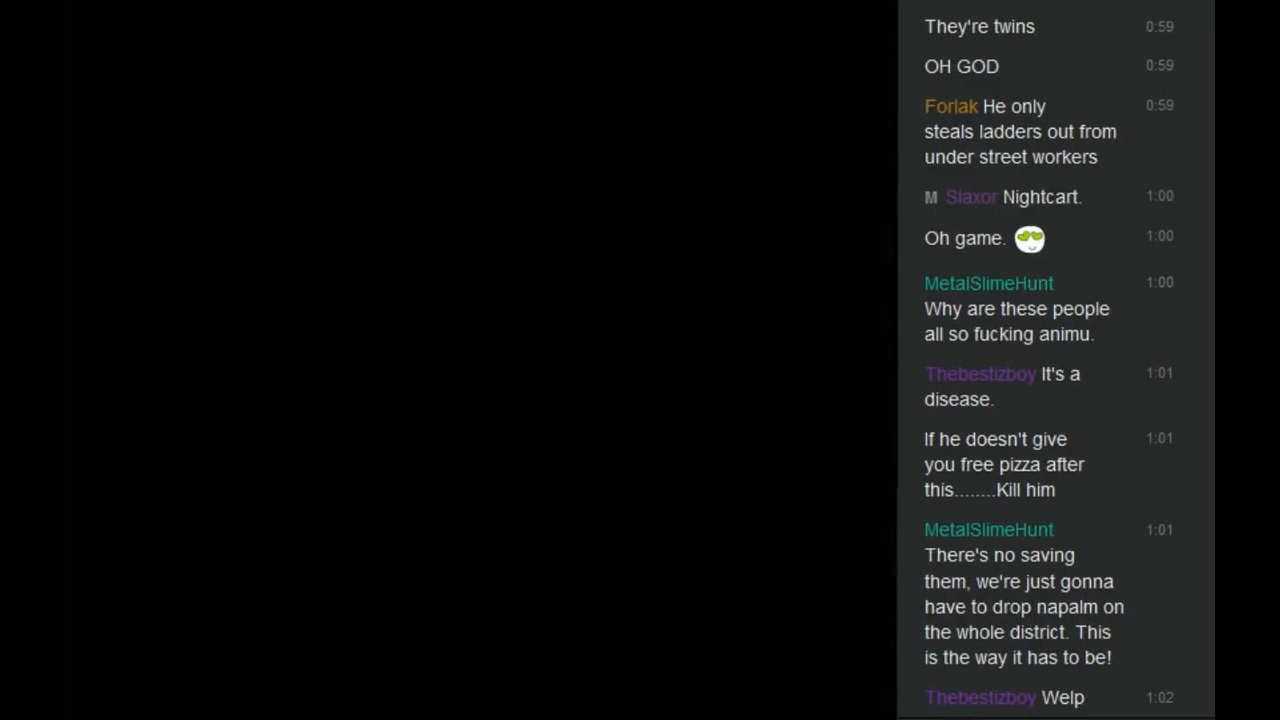 They're twins 0:59
OH GOD 0:59
Forlak He only 0:59
steals ladders out from
under street workers
M Slaxor Nightcart. 1:00
Oh game. 1:00
MetalSlimeHunt 1:00
Why are these people
all so fucking animu.
Thebestizboy It's a 1:01
disease.
If he doesn't give 1:01
you free pizza after
this........Kill him
MetalSlimeHunt 1:01
There's no saving
them, we're just gonna
have to drop napalm on
the whole district. This
is the way it has to be!
Thebestizboy Welp 1:02